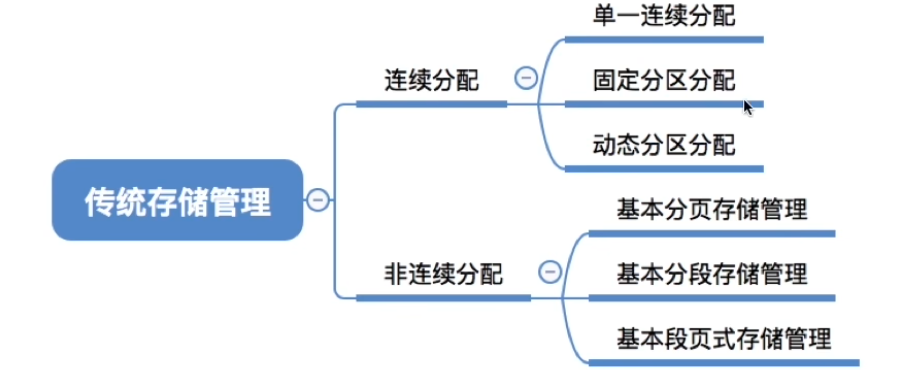 传统存储管理
连续分配
单一连续分配
固定分区分配
动态分区分配
非连续分配
基本分页存储管理
基本分段存储管理
基本段页式存储管理